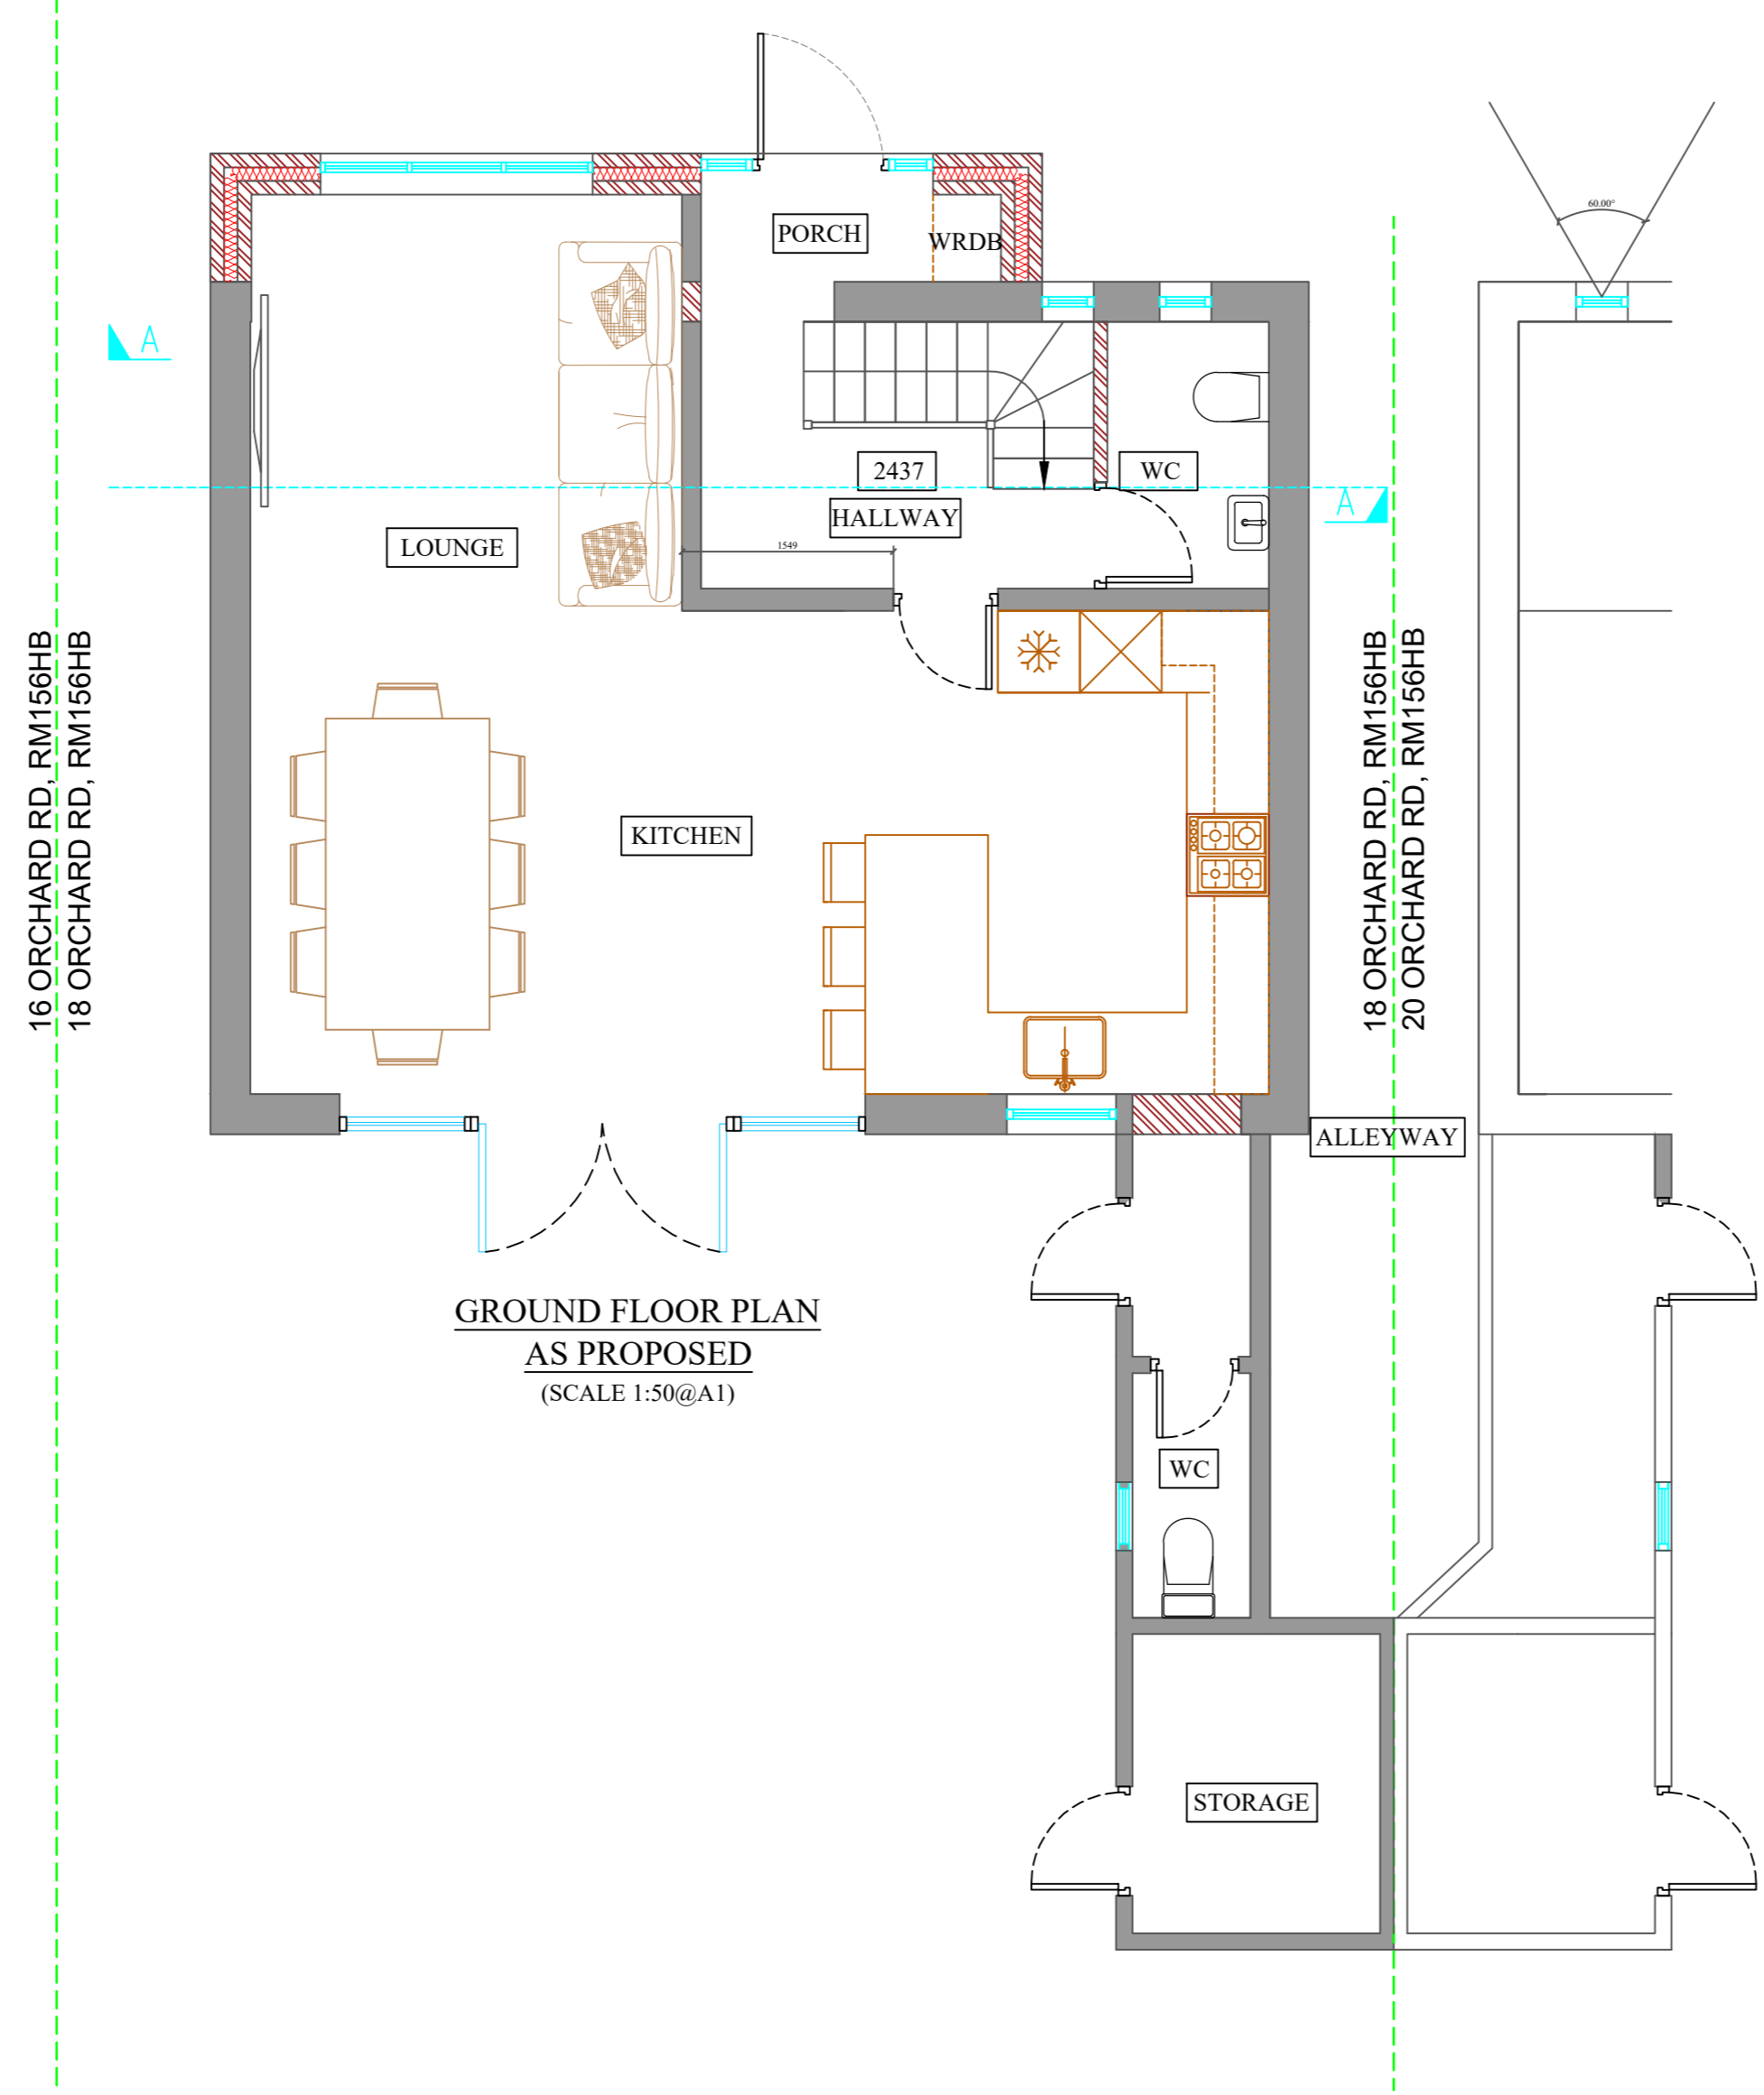 60.00°
PORCH
WRDB
A
2437
WC
HALLWAY
A
LOUNGE
1549
16 ORCHARD RD, RM156HB
18 ORCHARD RD, RM156HB
18 ORCHARD RD, RM156HB
20 ORCHARD RD, RM156HB
KITCHEN
ALLEYWAY
GROUND FLOOR PLAN
AS PROPOSED
(SCALE 1:50@A1)
WC
STORAGE